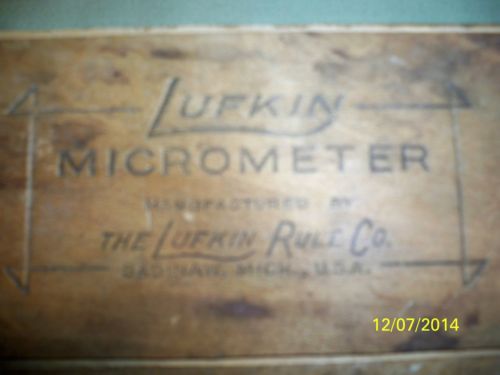 LUFKIN
MICROMETER
MANUFACTURED BY
THE LUFKIN RULE CO.
SAGINAW, MICH., U.S.A.
12/07/2014